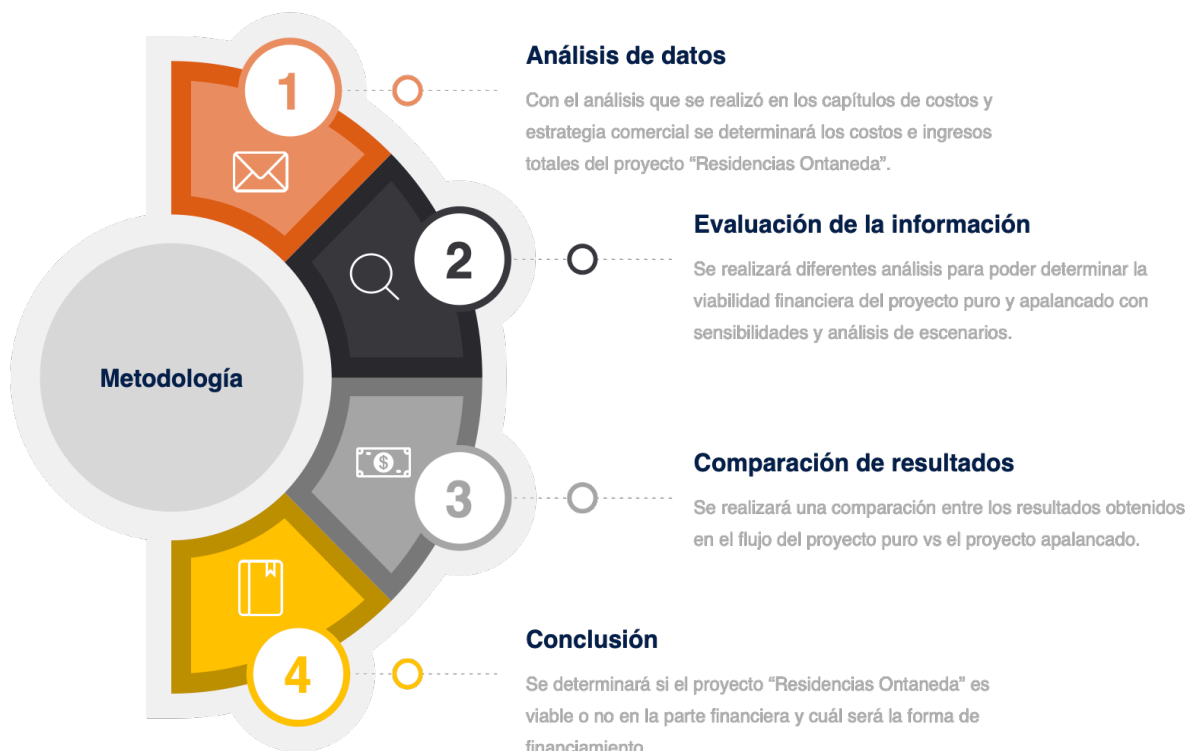 Metodología
1
Análisis de datos
Con el análisis que se realizó en los capítulos de costos y
estrategia comercial se determinará los costos e ingresos
totales del proyecto “Residencias Ontaneda”.
2
Evaluación de la información
Se realizará diferentes análisis para poder determinar la
viabilidad financiera del proyecto puro y apalancado con
sensibilidades y análisis de escenarios.
3
Comparación de resultados
Se realizará una comparación entre los resultados obtenidos
en el flujo del proyecto puro vs el proyecto apalancado.
4
Conclusión
Se determinará si el proyecto “Residencias Ontaneda” es
viable o no en la parte financiera y cuál será la forma de
financiamiento